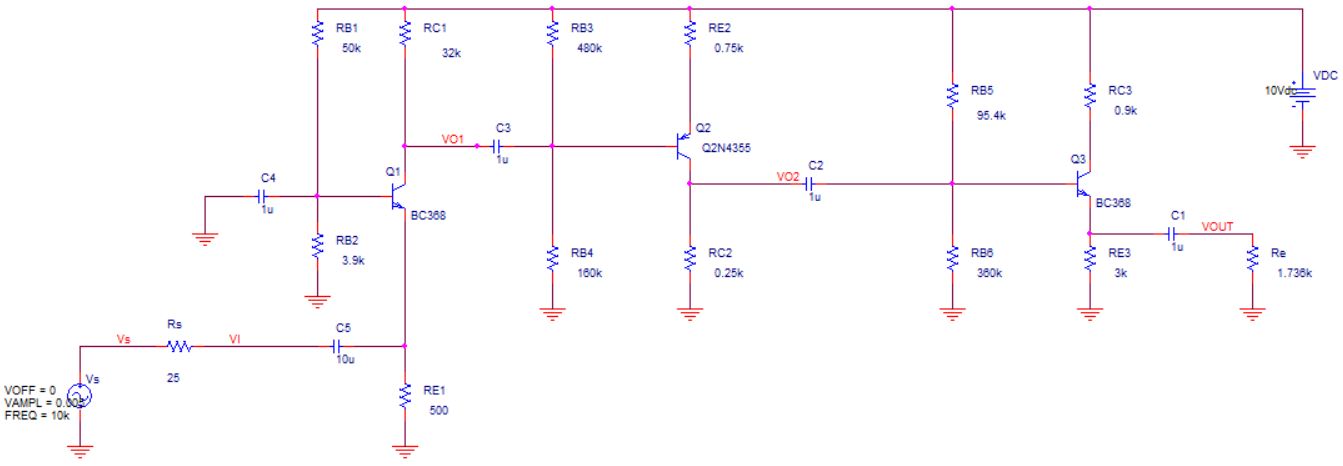 RB1
50k
RC1
32k
RB3
480k
RE2
0.75k
RB5
95.4k
RC3
0.9k
VDC
10Vdc
VO1
C3
1u
Q2
Q2N4355
C4
1u
Q1
BC368
VO2
C2
1u
Q3
BC368
RB2
3.9k
RB4
160k
RC2
0.25k
RB6
360k
RE3
3k
C1
1u
VOUT
Re
1.736k
Vs
Rs
25
VI
C5
10u
RE1
500
Vs
VOFF = 0
VAMPL =
FREQ = 10k